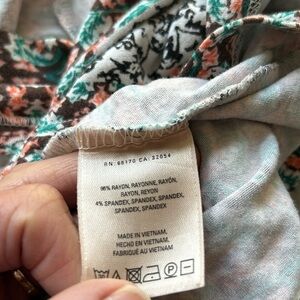 RN: 68170 CA: 32054
96% RAYON, RAYONNE, RAYÓN,
RAYON, REYON
4% SPANDEX, SPANDEX, SPANDEX,
SPANDEX, SPANDEX
MADE IN VIETNAM,
HECHO EN VIETNAM,
FABRIQUÉ AU VIETNAM